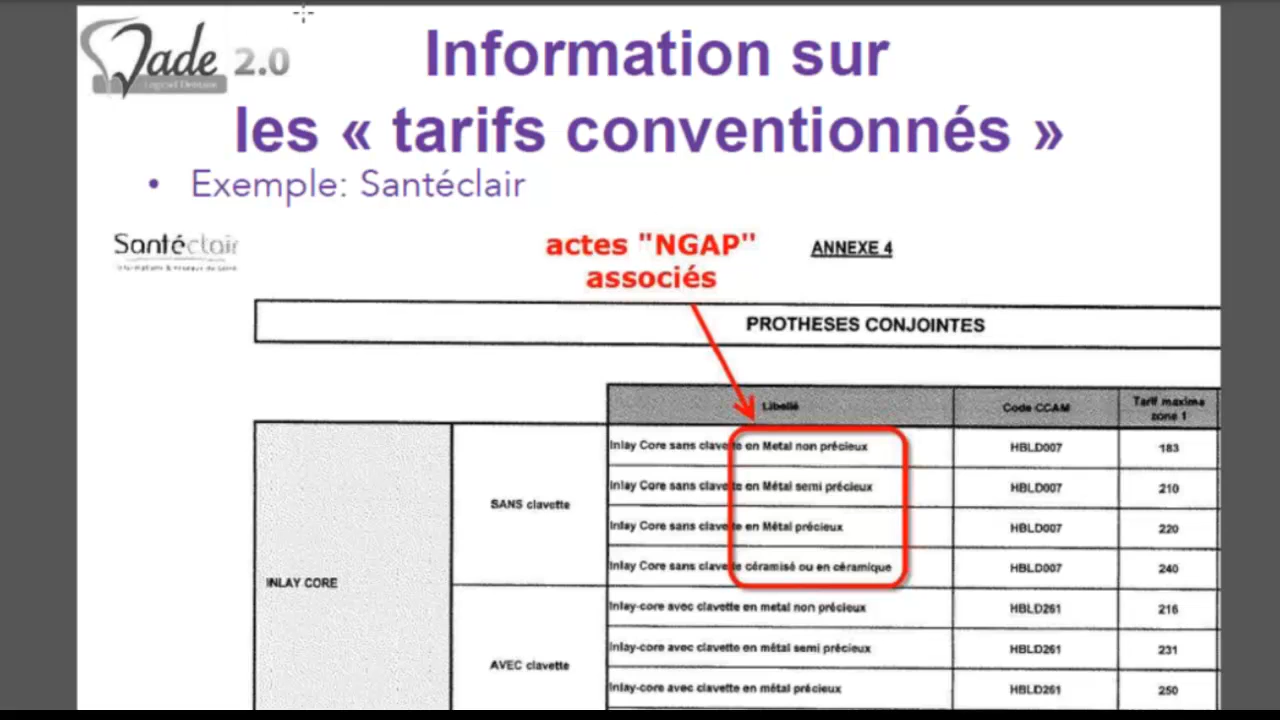 Jade 2.0
Logiciel Dentaire
Information sur
les « tarifs conventionnés »
• Exemple: Santéclair
Santéclair
actes "NGAP"
associés
ANNEXE 4
PROTHESES CONJOINTES
Libellé Code CCAM Tarif maxima zone 1
INLAY CORE
SANS clavette
Inlay Core sans clavette en Metal non précieux HBLD007 183
Inlay Core sans clavette en Métal semi précieux HBLD007 210
Inlay Core sans clavette en Métal précieux HBLD007 220
Inlay Core sans clavette céramisé ou en céramique HBLD007 240
AVEC clavette
Inlay-core avec clavette en metal non précieux HBLD261 216
Inlay-core avec clavette en métal semi précieux HBLD261 231
Inlay-core avec clavette en métal précieux HBLD261 250